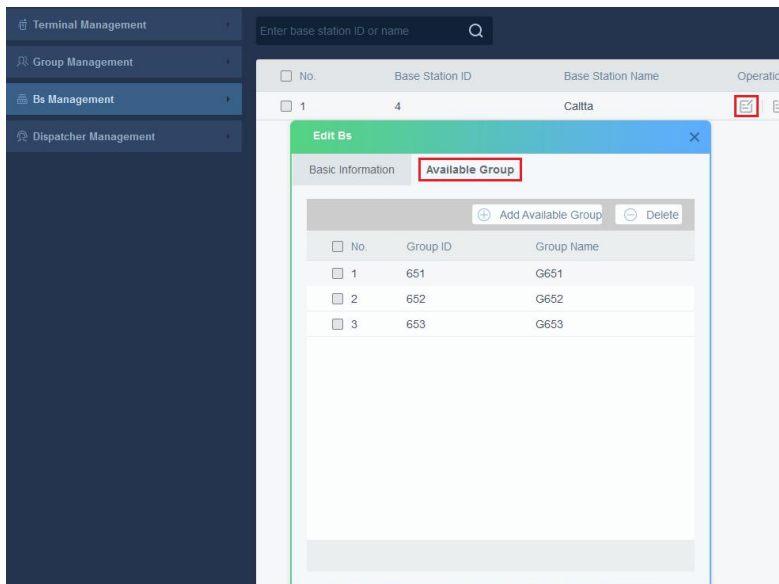 Terminal Management
Group Management
Bs Management
Dispatcher Management
Enter base station ID or name
No. Base Station ID Base Station Name
1 4 Caltta
Edit Bs
Basic Information Available Group
Add Available Group Delete
No. Group ID Group Name
1 651 G651
2 652 G652
3 653 G653